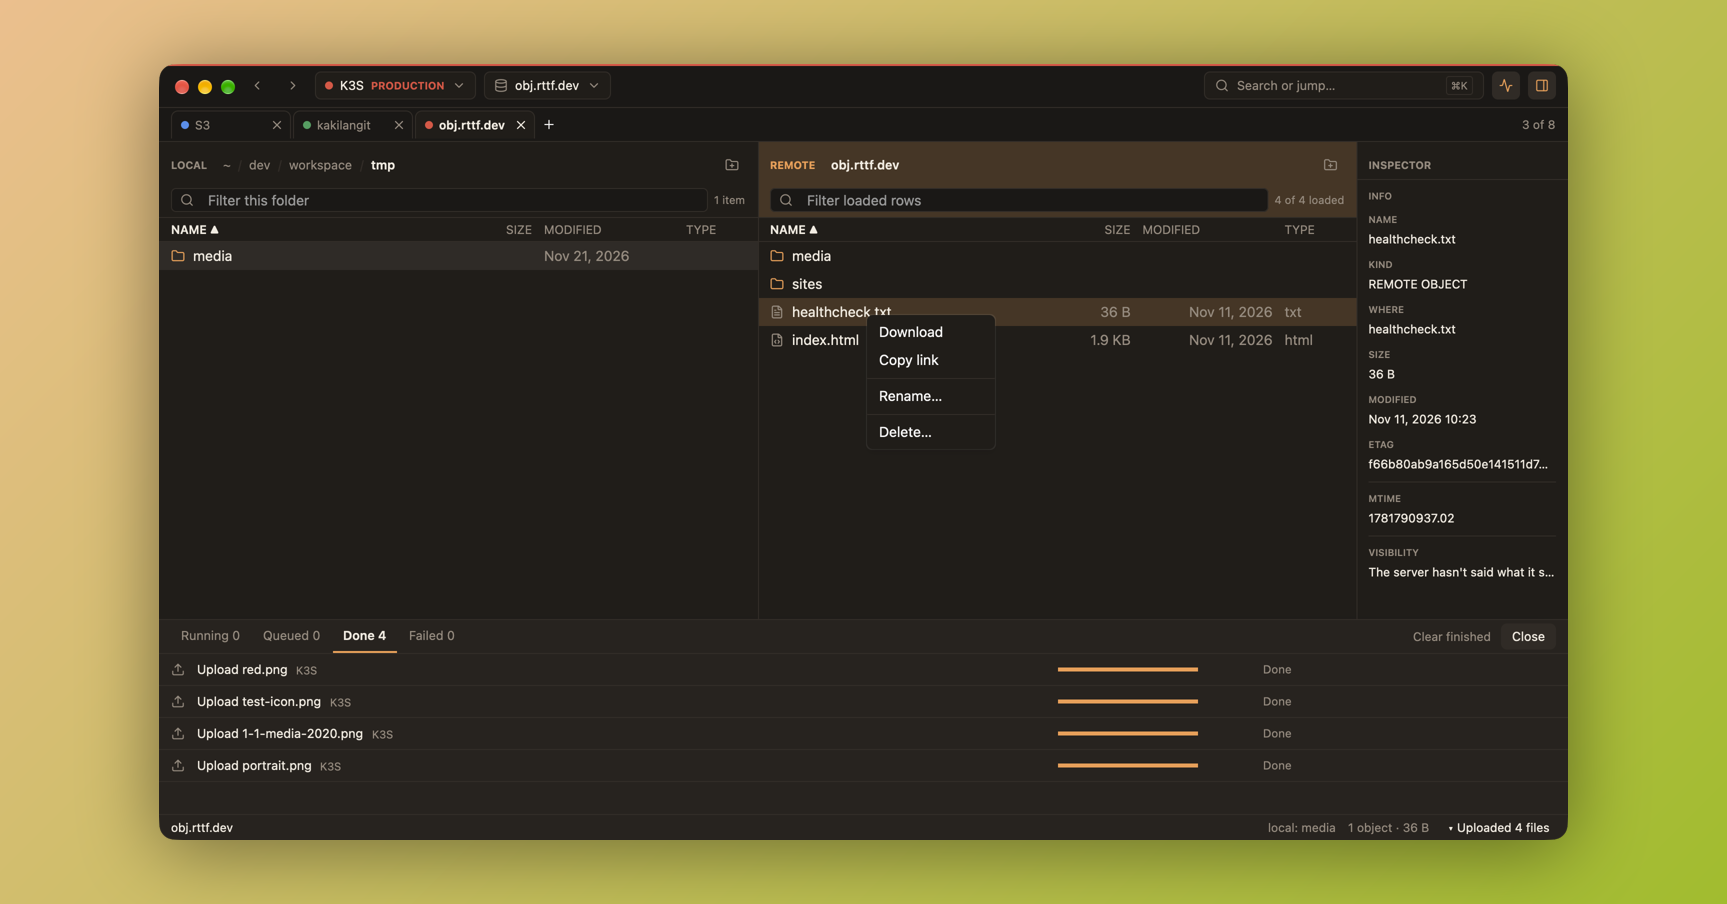 K3S PRODUCTION
obj.rttf.dev
Search or jump... ⌘K
S3
kakilangit
obj.rttf.dev
3 of 8
LOCAL ~ / dev / workspace / tmp
Filter this folder
1 item
NAME ▲ SIZE MODIFIED TYPE
media Nov 21, 2026
REMOTE obj.rttf.dev
Filter loaded rows
4 of 4 loaded
NAME ▲ SIZE MODIFIED TYPE
media
sites
healthcheck.txt 36 B Nov 11, 2026 txt
index.html 1.9 KB Nov 11, 2026 html
Download
Copy link
Rename...
Delete...
INSPECTOR
INFO
NAME
healthcheck.txt
KIND
REMOTE OBJECT
WHERE
healthcheck.txt
SIZE
36 B
MODIFIED
Nov 11, 2026 10:23
ETAG
f66b80ab9a165d50e141511d7...
MTIME
1781790937.02
VISIBILITY
The server hasn't said what it s...
Running 0 Queued 0 Done 4 Failed 0
Clear finished Close
Upload red.png K3S Done
Upload test-icon.png K3S Done
Upload 1-1-media-2020.png K3S Done
Upload portrait.png K3S Done
obj.rttf.dev
local: media 1 object · 36 B ▾ Uploaded 4 files